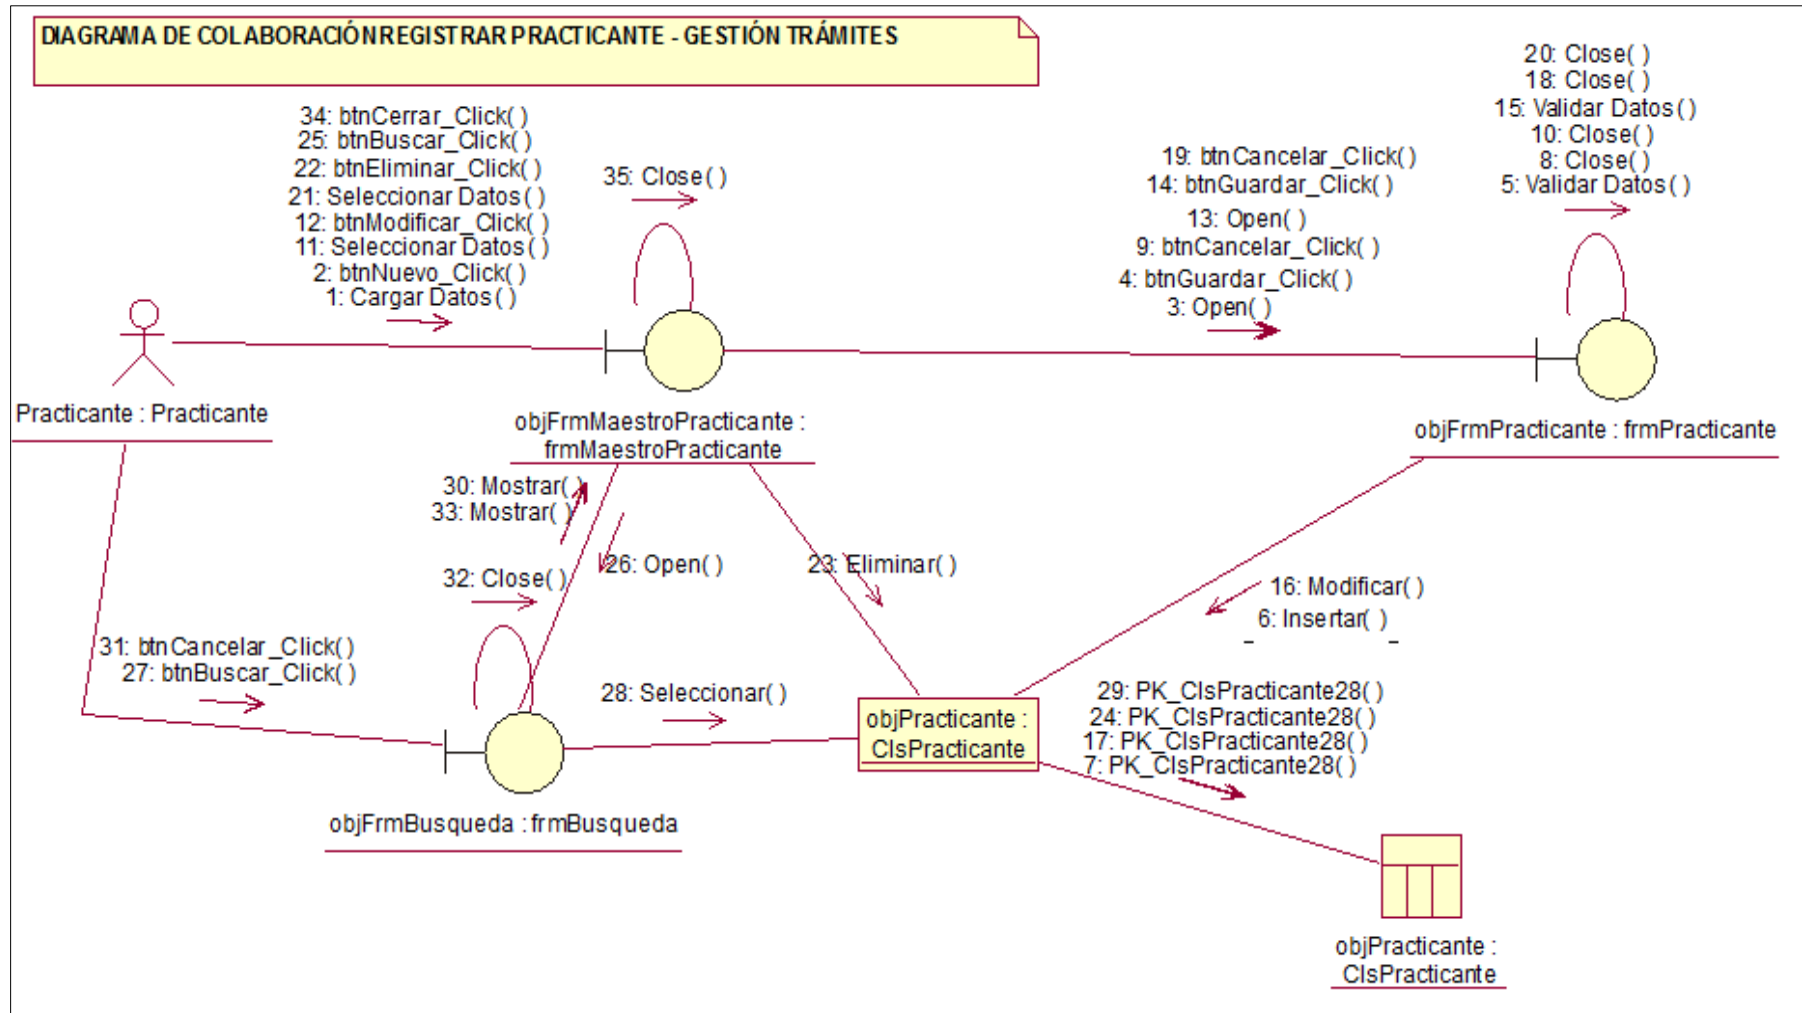 DIAGRAMA DE COLABORACIÓN REGISTRAR PRACTICANTE - GESTIÓN TRÁMITES
34: btnCerrar_Click( )
25: btnBuscar_Click( )
22: btnEliminar_Click( )
21: Seleccionar Datos( )
12: btnModificar_Click( )
11: Seleccionar Datos( )
2: btnNuevo_Click( )
1: Cargar Datos( )
35: Close( )
19: btnCancelar_Click( )
14: btnGuardar_Click( )
13: Open( )
9: btnCancelar_Click( )
4: btnGuardar_Click( )
3: Open( )
20: Close( )
18: Close( )
15: Validar Datos( )
10: Close( )
8: Close( )
5: Validar Datos( )
Practicante : Practicante
objFrmMaestroPracticante :
frmMaestroPracticante
objFrmPracticante : frmPracticante
30: Mostrar( )
33: Mostrar( )
26: Open( )
32: Close( )
23: Eliminar( )
16: Modificar( )
6: Insertar( )
31: btnCancelar_Click( )
27: btnBuscar_Click( )
28: Seleccionar( )
objPracticante :
ClsPracticante
29: PK_ClsPracticante28( )
24: PK_ClsPracticante28( )
17: PK_ClsPracticante28( )
7: PK_ClsPracticante28( )
objFrmBusqueda : frmBusqueda
objPracticante :
ClsPracticante